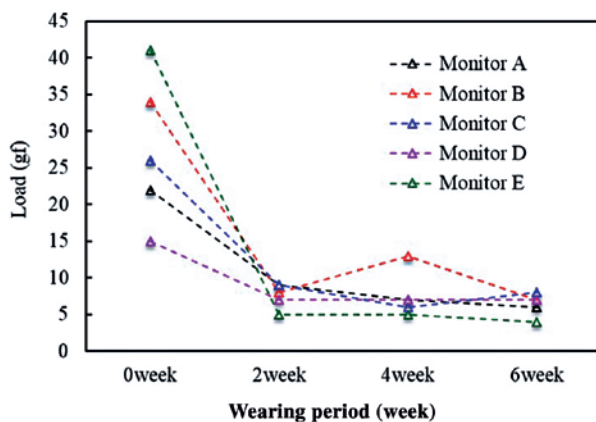 45
40
35
30
25
20
15
10
5
0
Load (gf)
Monitor A
Monitor B
Monitor C
Monitor D
Monitor E
0week 2week 4week 6week
Wearing period (week)